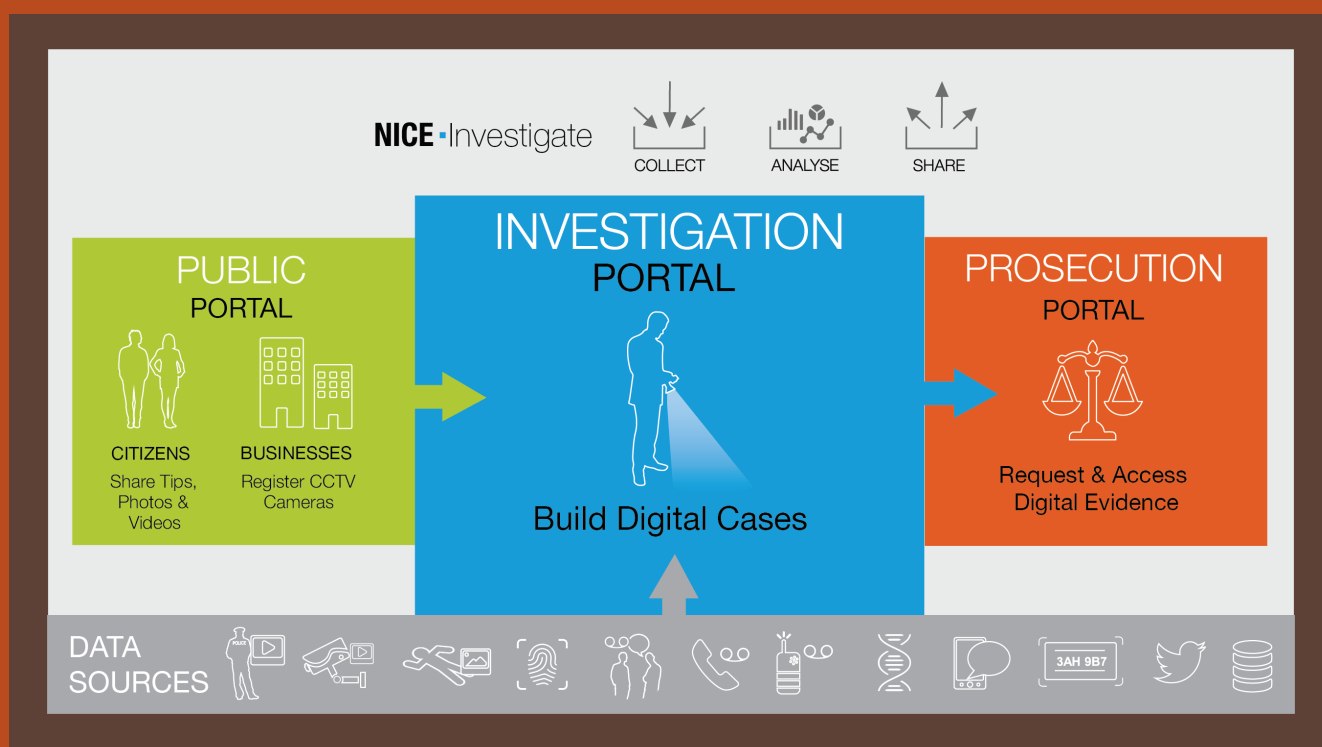 NICE Investigate
COLLECT
ANALYSE
SHARE
PUBLIC
PORTAL
CITIZENS
Share Tips,
Photos &
Videos
BUSINESSES
Register CCTV
Cameras
INVESTIGATION
PORTAL
Build Digital Cases
PROSECUTION
PORTAL
Request & Access
Digital Evidence
DATA
SOURCES
POLICE
3AH 9B7